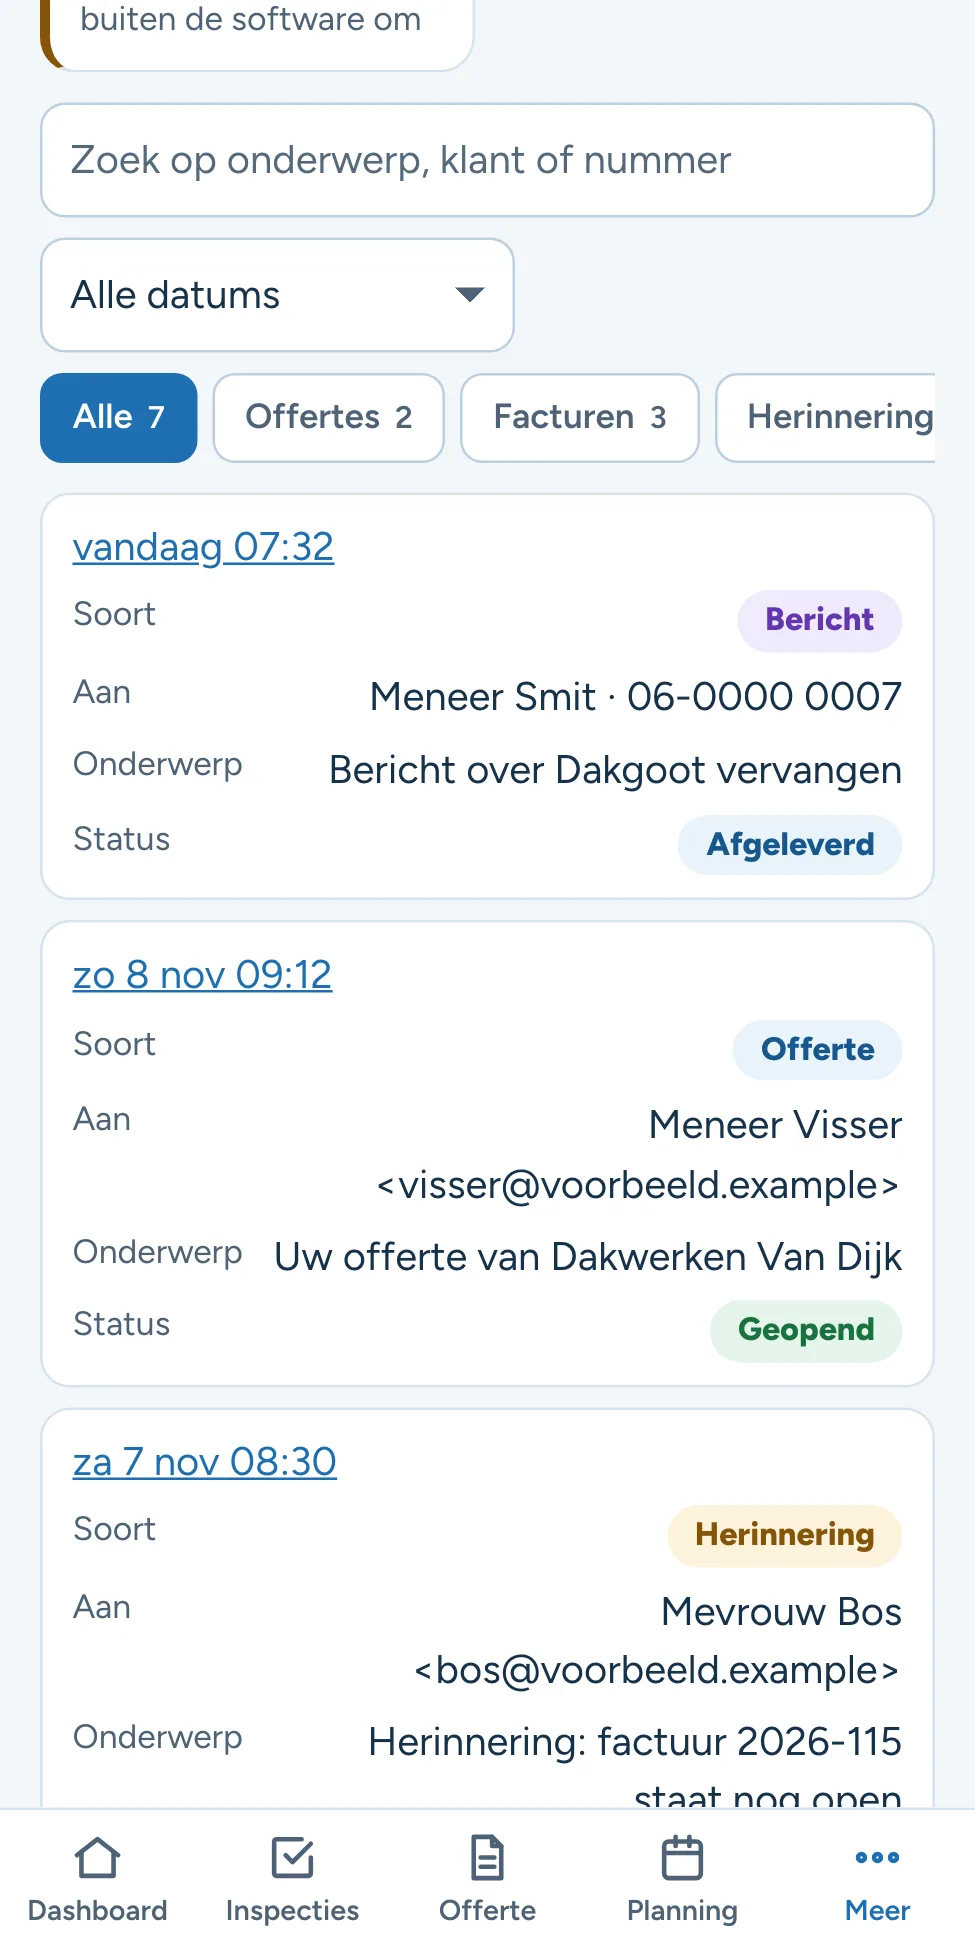 buiten de software om
Zoek op onderwerp, klant of nummer
Alle datums
Alle 7
Offertes 2
Facturen 3
Herinnering
vandaag 07:32
Soort
Bericht
Aan
Meneer Smit · 06-0000 0007
Onderwerp
Bericht over Dakgoot vervangen
Status
Afgeleverd
zo 8 nov 09:12
Soort
Offerte
Aan
Meneer Visser
<visser@voorbeeld.example>
Onderwerp
Uw offerte van Dakwerken Van Dijk
Status
Geopend
za 7 nov 08:30
Soort
Herinnering
Aan
Mevrouw Bos
<bos@voorbeeld.example>
Onderwerp
Herinnering: factuur 2026-115
staat nog open
Dashboard
Inspecties
Offerte
Planning
Meer